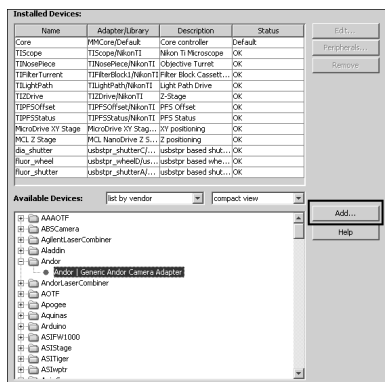 Installed Devices:
Name Adapter/Library Description Status
Core MMCore/Default Core controller Default
TIScope TIScope/NikonTI Nikon Ti Microscope OK
TINosePiece TINosePiece/NikonTI Objective Turret OK
TIFilterTurrent TIFilterBlock1/NikonTI Filter Block Cassett... OK
TILightPath TILightPath/NikonTI Light Path Drive OK
TIZDrive TIZDrive/NikonTI Z-Stage OK
TIPFSOffset TIPFSOffset/NikonTI PFS Offset OK
TIPFSStatus TIPFSStatus/NikonTI PFS Status OK
MicroDrive XY Stage MicroDrive XY Stag... XY positioning OK
MCL Z Stage MCL NanoDrive Z S... Z positioning OK
dia_shutter usbstpr_shutterC/... usbstpr based shut... OK
fluor_wheel usbstpr_wheelD/us... usbstpr based whe... OK
fluor_shutter usbstpr_shutterA/... usbstpr based shut... OK
Edit...
Peripherals...
Remove
Available Devices: list by vendor compact view
AAAOTF
ABSCamera
AgilentLaserCombiner
Aladdin
Andor
Andor | Generic Andor Camera Adapter
AndorLaserCombiner
AOTF
Apogee
Aquinas
Arduino
ASIFW1000
ASIStage
ASITiger
ASIwptr
Add...
Help